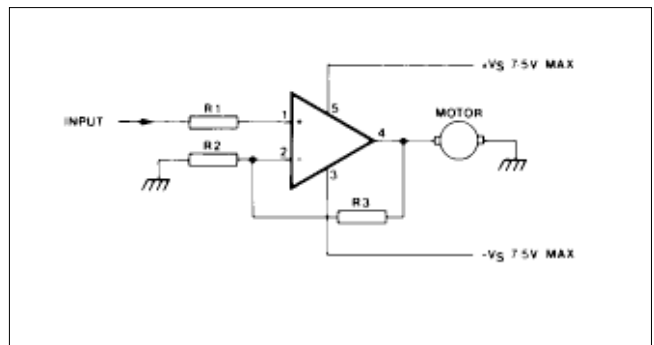 +VS 7·5V MAX
R1
5
MOTOR
INPUT
1
+
4
R2
2
-
3
R3
-VS 7·5V MAX